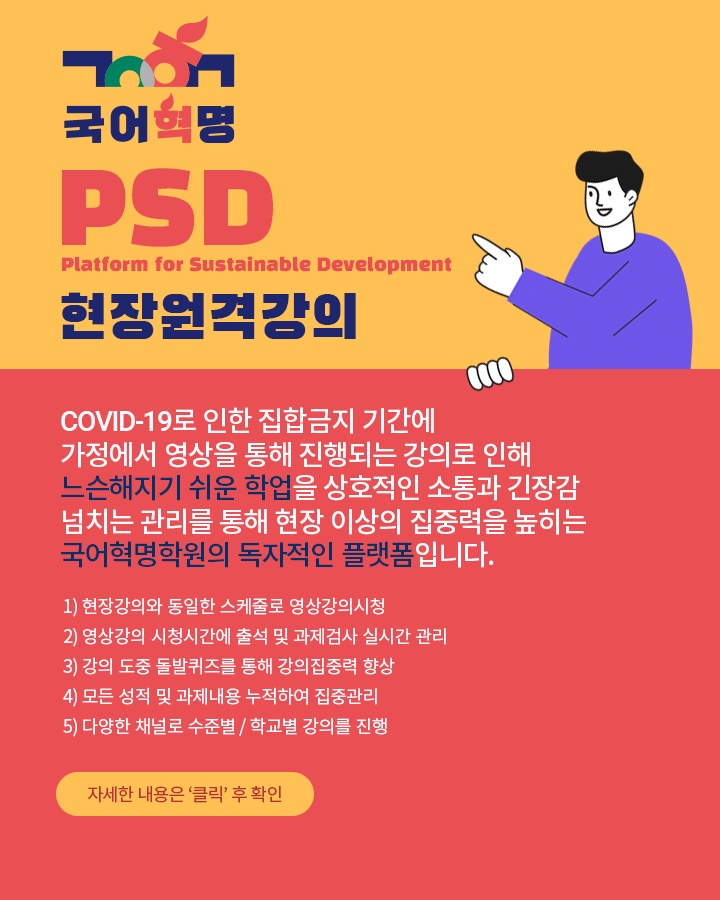 국어혁명
PSD
Platform for Sustainable Development
현장원격강의
COVID-19로 인한 집합금지 기간에
가정에서 영상을 통해 진행되는 강의로 인해
느슨해지기 쉬운 학업을 상호적인 소통과 긴장감
넘치는 관리를 통해 현장 이상의 집중력을 높히는
국어혁명학원의 독자적인 플랫폼입니다.
1) 현장강의와 동일한 스케줄로 영상강의시청
2) 영상강의 시청시간에 출석 및 과제검사 실시간 관리
3) 강의 도중 돌발퀴즈를 통해 강의집중력 향상
4) 모든 성적 및 과제내용 누적하여 집중관리
5) 다양한 채널로 수준별 / 학교별 강의를 진행
자세한 내용은 ‘클릭’ 후 확인